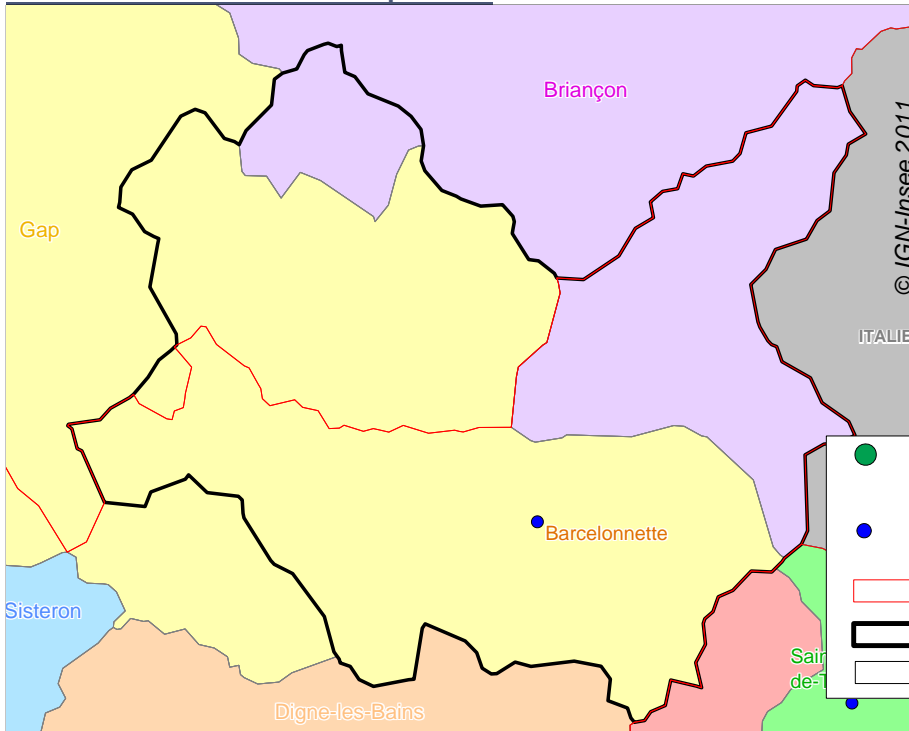 Briançon
© IGN-Insee 2011
Gap
ITALIE
Barcelonnette
Sisteron
Digne-les-Bains